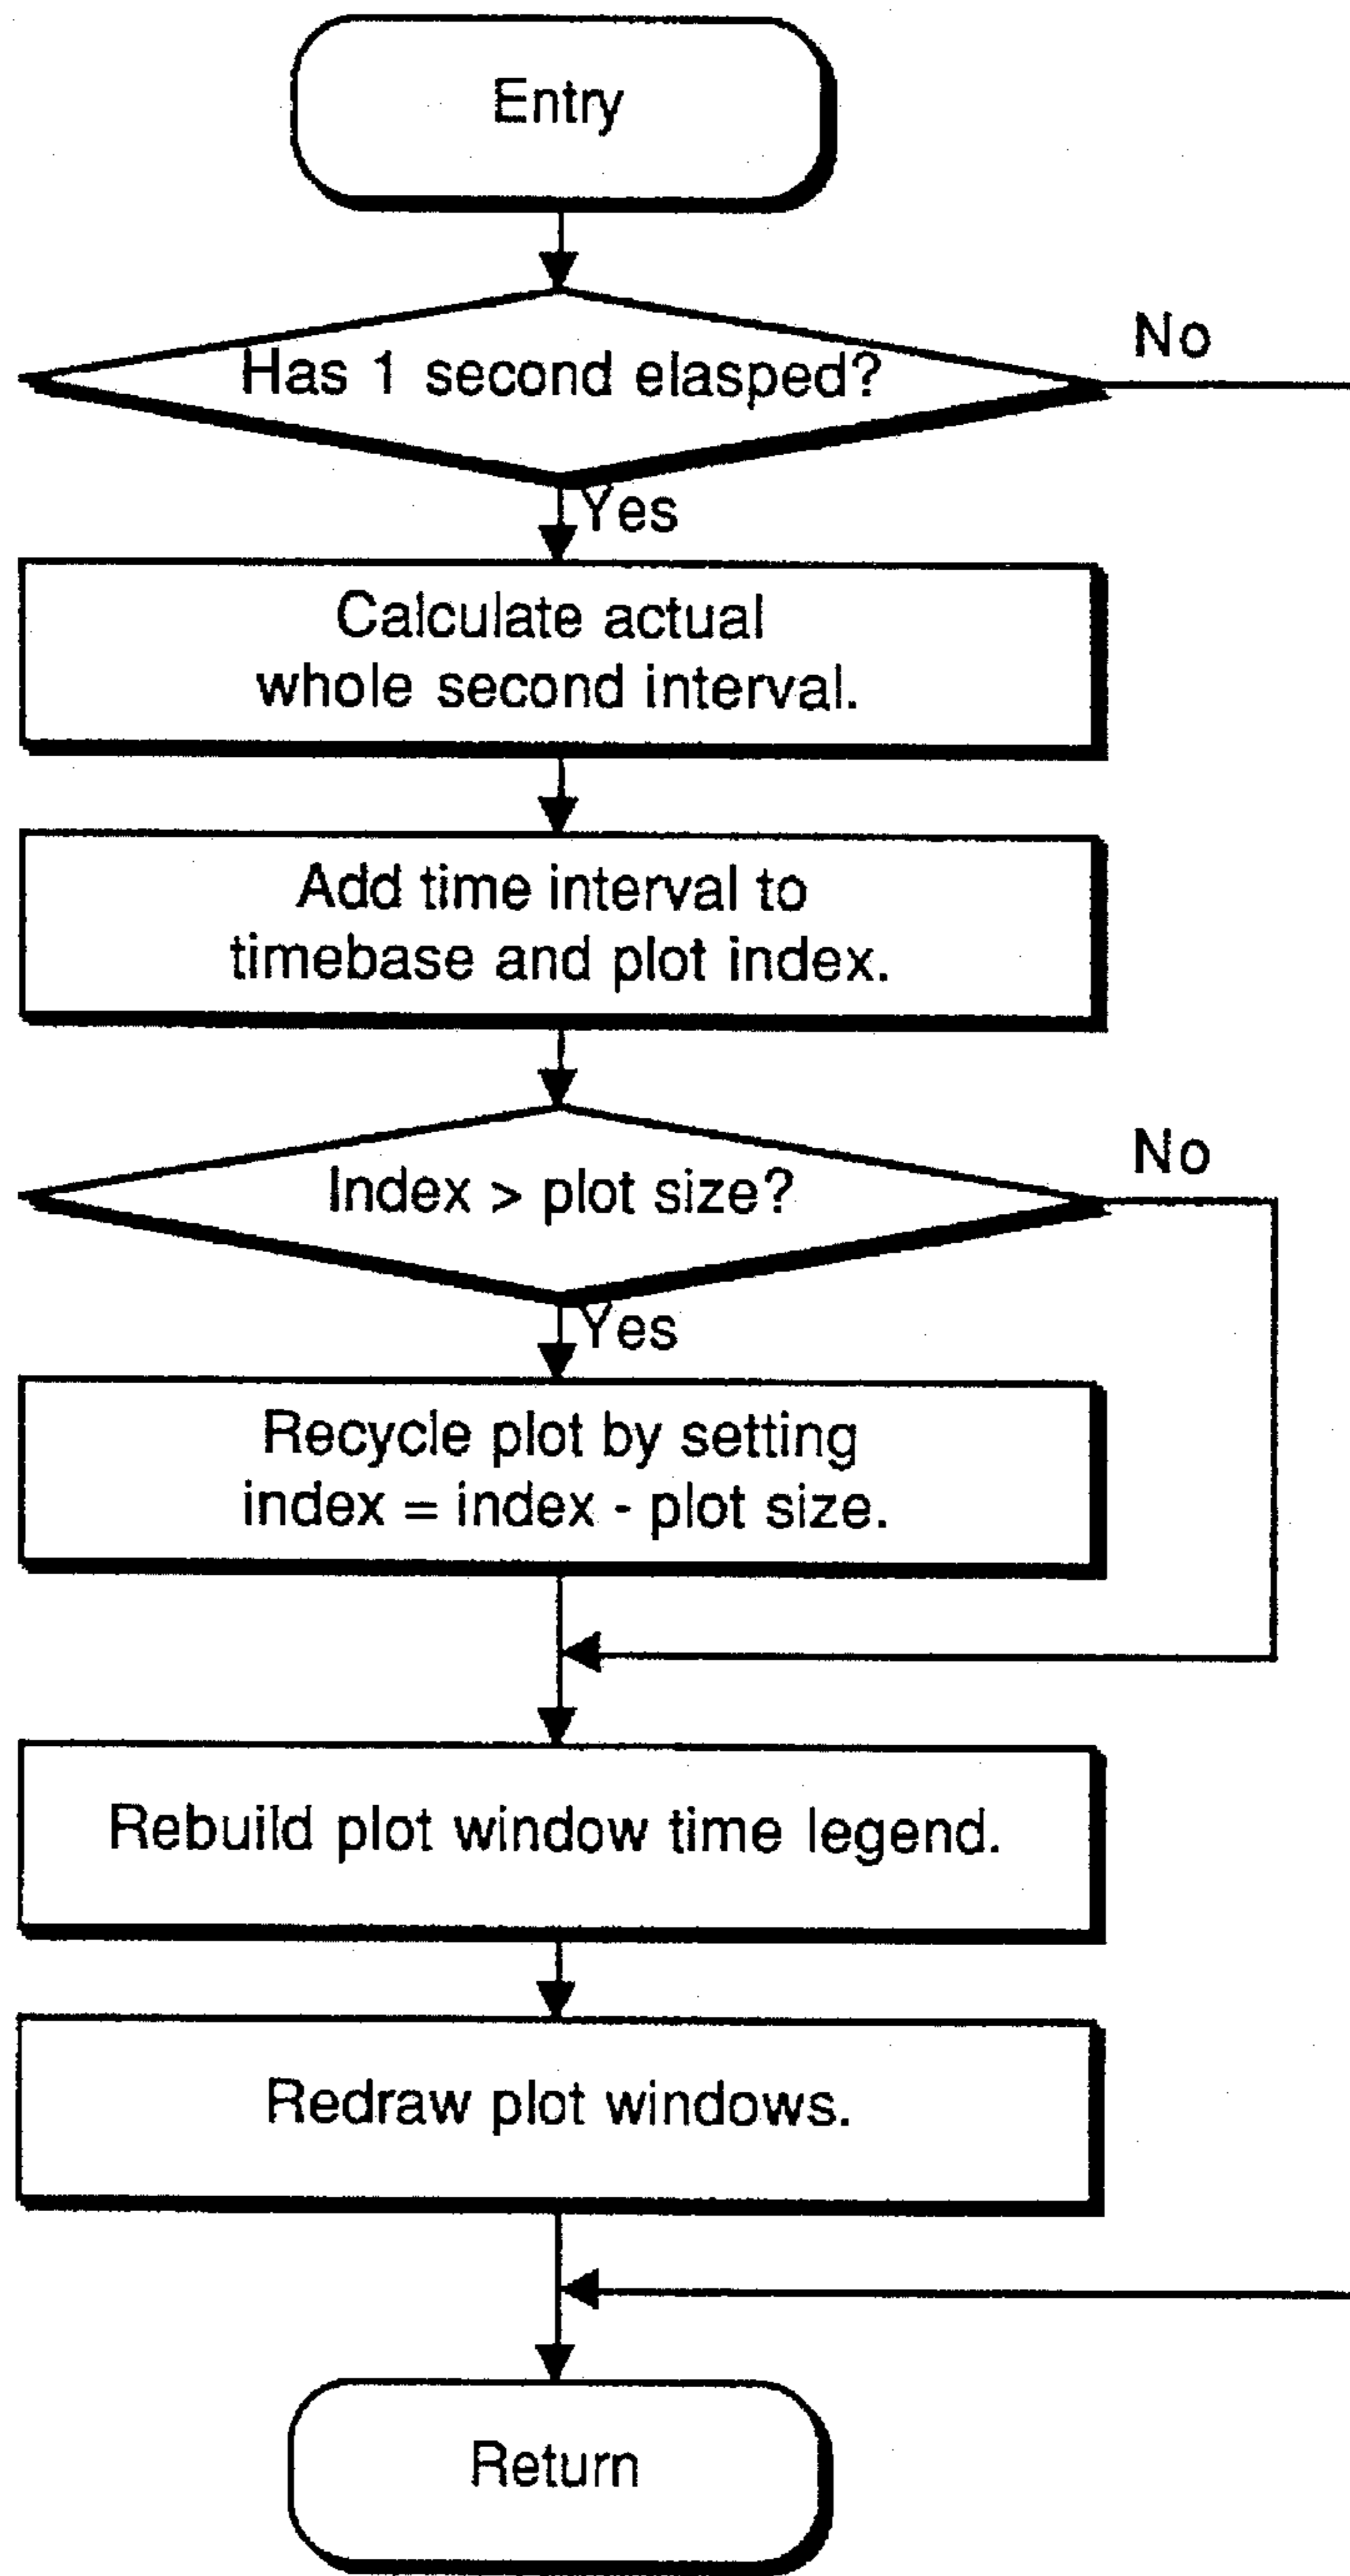 Entry
Has 1 second elasped?
No
Yes
Calculate actual
whole second interval.
Add time interval to
timebase and plot index.
Index > plot size?
No
Yes
Recycle plot by setting
index = index - plot size.
Rebuild plot window time legend.
Redraw plot windows.
Return